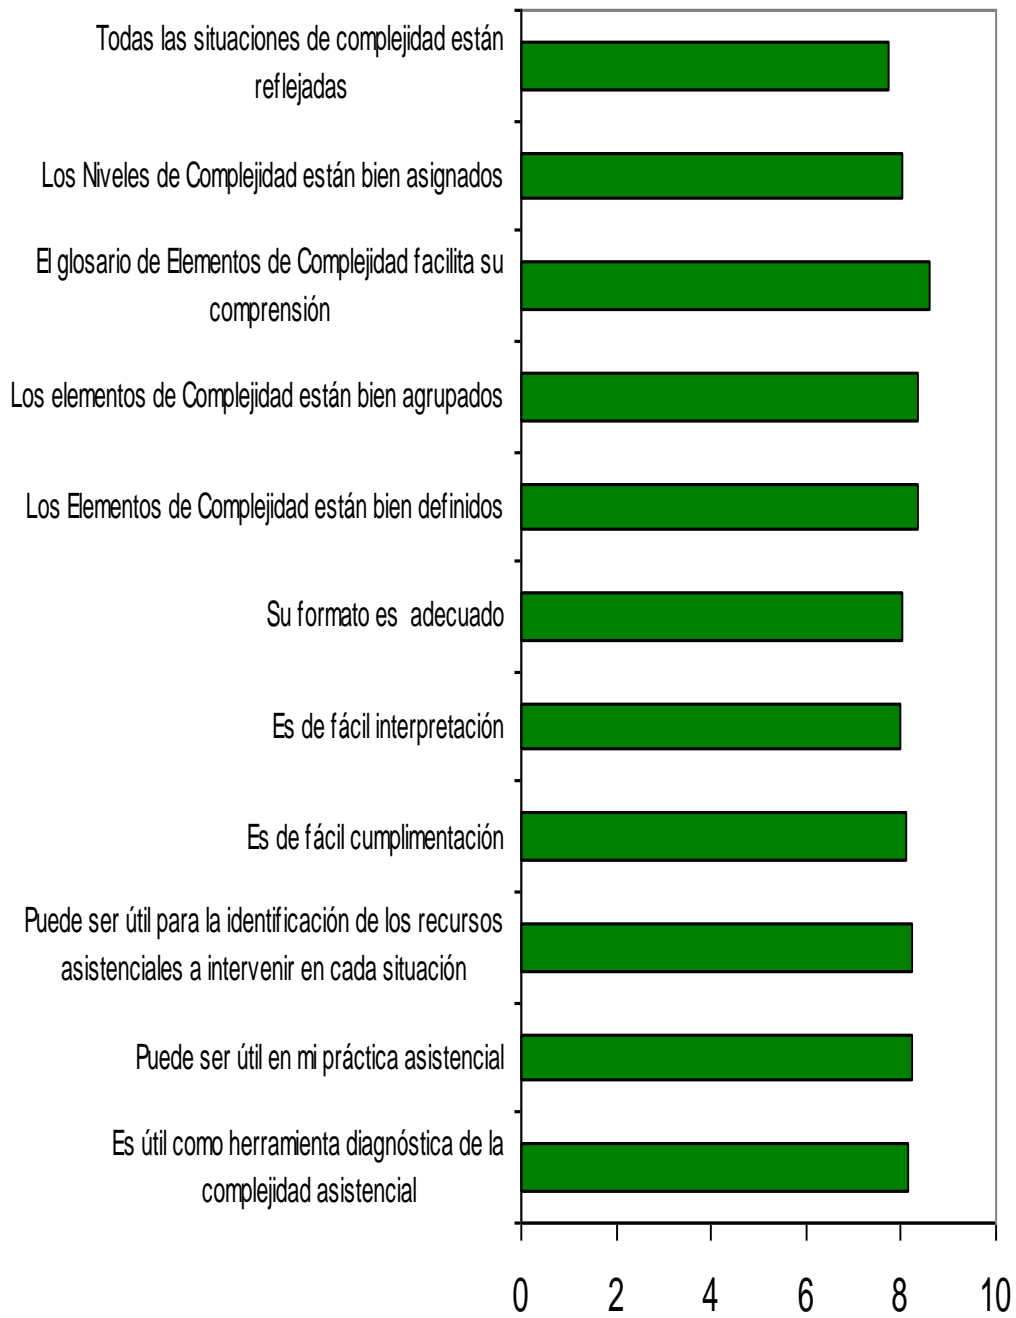 Todas las situaciones de complejidad están
reflejadas
Los Niveles de Complejidad están bien asignados
El glosario de Elementos de Complejidad facilita su
comprensión
Los elementos de Complejidad están bien agrupados
Los Elementos de Complejidad están bien definidos
Su formato es adecuado
Es de fácil interpretación
Es de fácil cumplimentación
Puede ser útil para la identificación de los recursos
asistenciales a intervenir en cada situación
Puede ser útil en mi práctica asistencial
Es útil como herramienta diagnóstica de la
complejidad asistencial
0 2 4 6 8 10